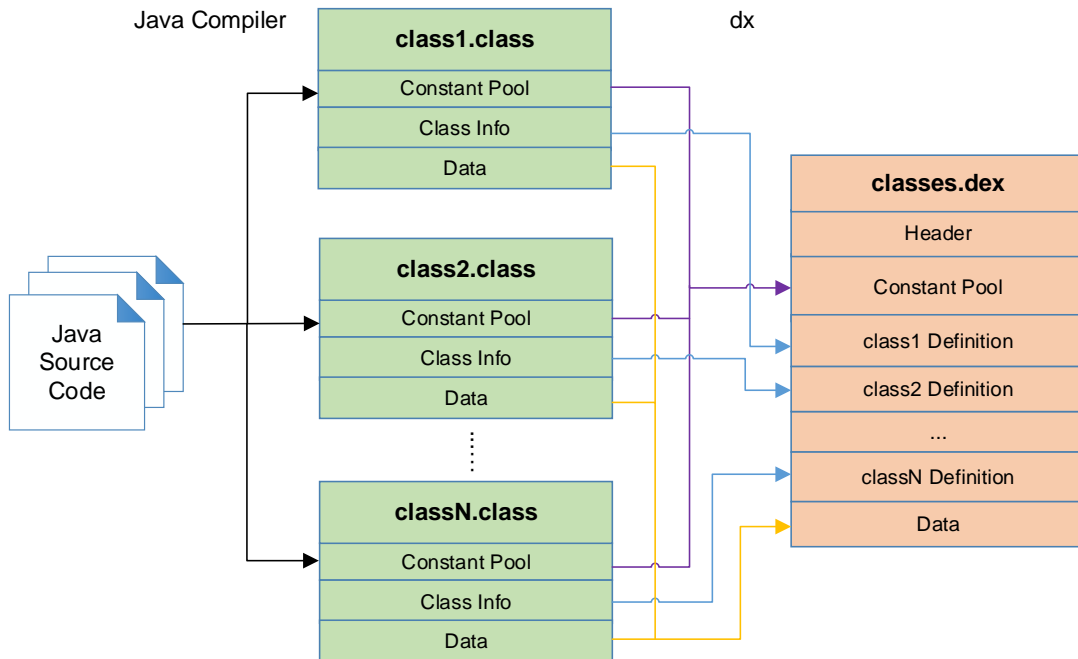 Java Compiler
dx
class1.class
Constant Pool
Class Info
Data
class2.class
Constant Pool
Class Info
Data
classN.class
Constant Pool
Class Info
Data
Java
Source
Code
classes.dex
Header
Constant Pool
class1 Definition
class2 Definition
...
classN Definition
Data